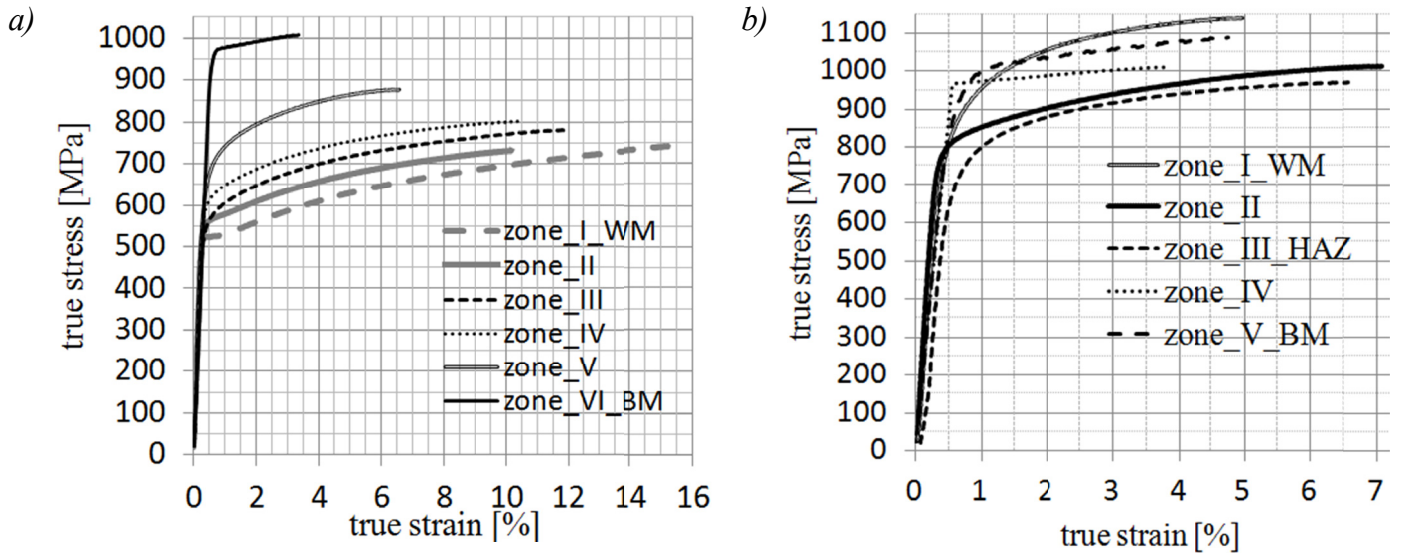 a)
1000
900
800
700
600
500
400
300
200
100
0
true stress [MPa]
zone_I_WM
zone_II
zone_III
zone_IV
zone_V
zone_VI_BM
0 2 4 6 8 10 12 14 16
true strain [%]
b)
1100
1000
900
800
700
600
500
400
300
200
100
0
true stress [MPa]
zone_I_WM
zone_II
zone_III_HAZ
zone_IV
zone_V_BM
0 1 2 3 4 5 6 7
true strain [%]